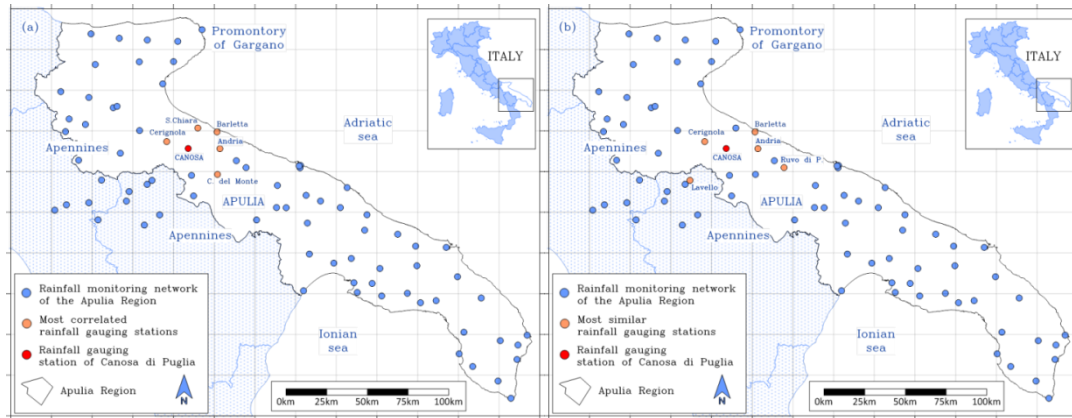 (a)
Promontory
of Gargano
ITALY
S.Chiara
Barletta
Cerignola
Andria
CANOSA
C. del Monte
Adriatic
sea
Apennines
APULIA
Apennines
Ionian
sea
Rainfall monitoring network
of the Apulia Region
Most correlated
rainfall gauging stations
Rainfall gauging
station of Canosa di Puglia
Apulia Region
N
0km 25km 50km 75km 100km
(b)
Promontory
of Gargano
ITALY
Barletta
Cerignola
Andria
CANOSA
Ruvo di P.
Lavello
Adriatic
sea
Apennines
APULIA
Apennines
Ionian
sea
Rainfall monitoring network
of the Apulia Region
Most similar
rainfall gauging stations
Rainfall gauging
station of Canosa di Puglia
Apulia Region
N
0km 25km 50km 75km 100km